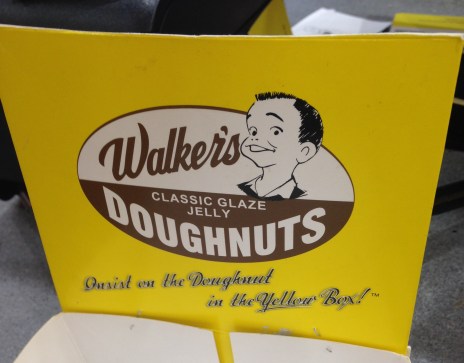 Walker's
CLASSIC GLAZE
JELLY
DOUGHNUTS
Insist on the Doughnut
in the Yellow Box!™